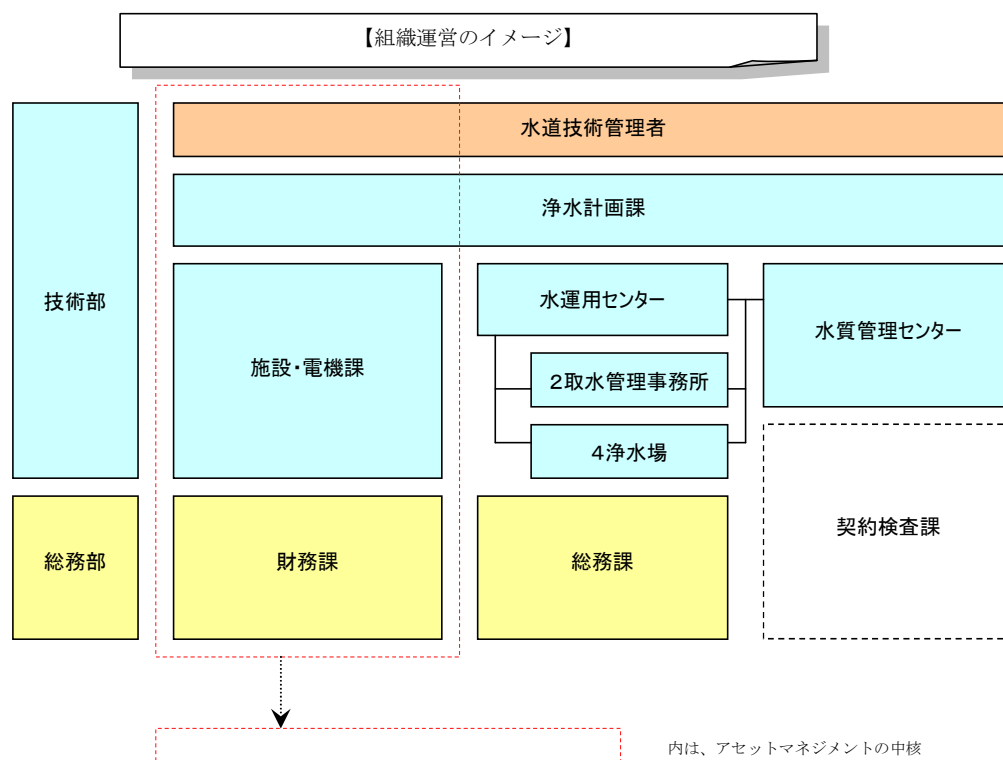 【組織運営のイメージ】
水道技術管理者
浄水計画課
技術部
施設・電機課
水運用センター
水質管理センター
2取水管理事務所
4浄水場
契約検査課
総務部
財務課
総務課
内は、アセットマネジメントの中核